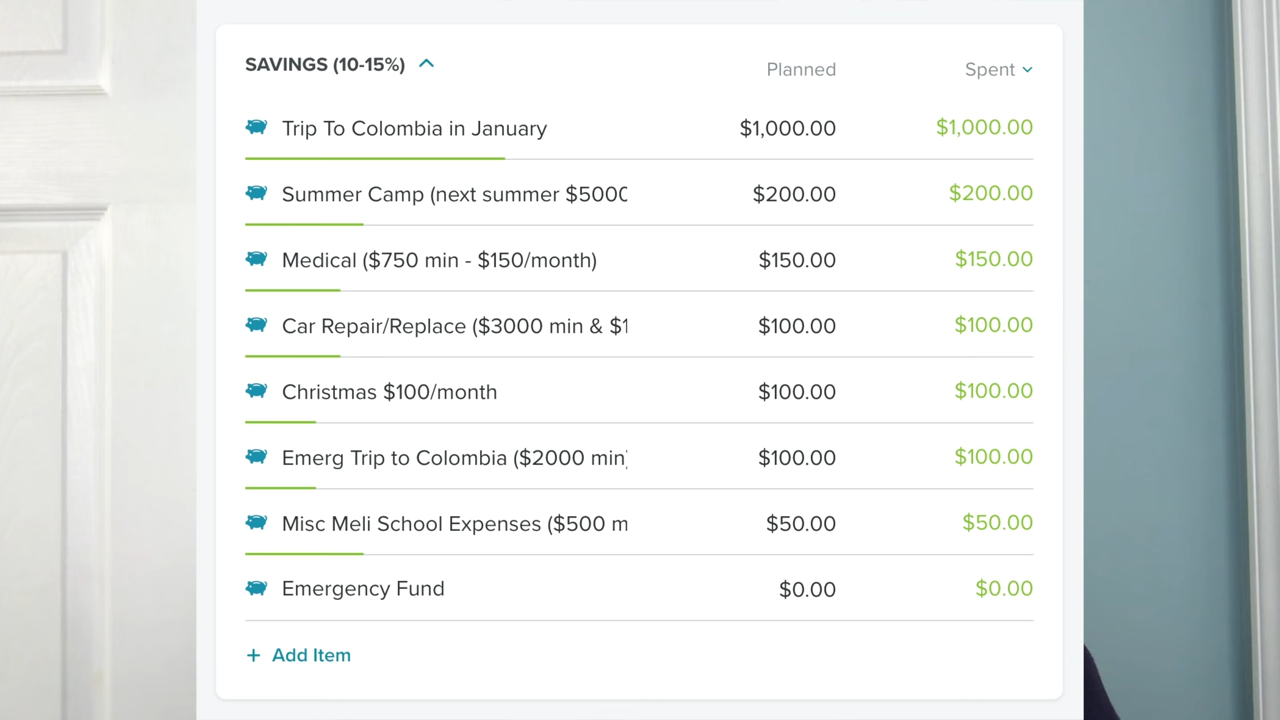 SAVINGS (10-15%) Planned Spent
Trip To Colombia in January $1,000.00 $1,000.00
Summer Camp (next summer $500 $200.00 $200.00
Medical ($750 min - $150/month) $150.00 $150.00
Car Repair/Replace ($3000 min & $1 $100.00 $100.00
Christmas $100/month $100.00 $100.00
Emerg Trip to Colombia ($2000 min) $100.00 $100.00
Misc Meli School Expenses ($500 m $50.00 $50.00
Emergency Fund $0.00 $0.00
+ Add Item